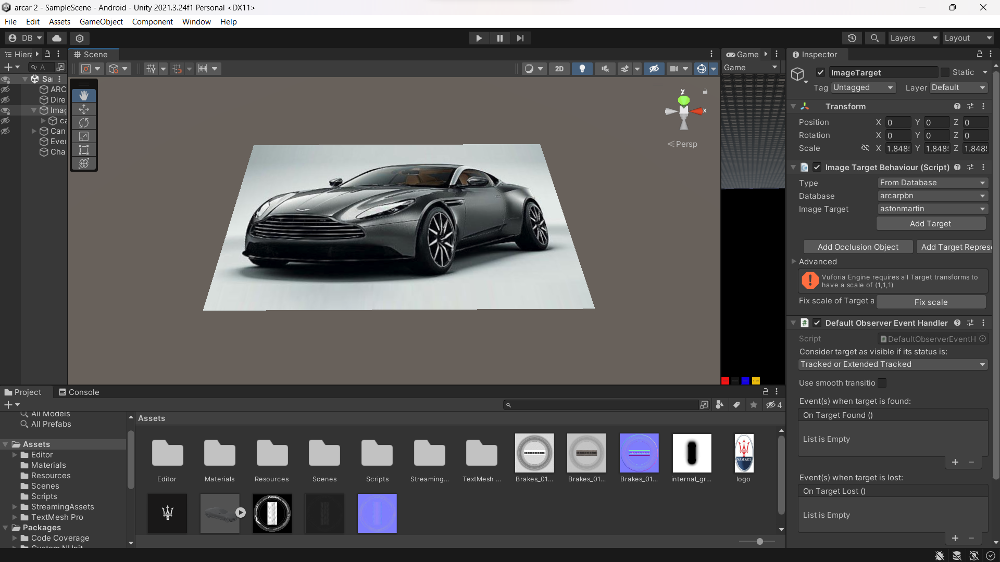 arcar 2 - SampleScene - Android - Unity 2021.3.24f1 Personal <DX11>
File Edit Assets GameObject Component Window Help
DB
Layers
Layout
Hiera
Scene
Game
Inspector
A
2D
Game
ImageTarget
Static
Tag Untagged Layer Default
Sa
ARC
Dire
Imag
ca
Can
Eve
Cha
y
x
Persp
Transform
Position X 0 Y 0 Z 0
Rotation X 0 Y 0 Z 0
Scale X 1.848 Y 1.848 Z 1.848
Image Target Behaviour (Script)
Type From Database
Database arcarpbn
Image Target astonmartin
Add Target
Add Occlusion Object Add Target Repres
Advanced
Vuforia Engine requires all Target transforms to
have a scale of (1,1,1)
Fix scale of Target a Fix scale
Default Observer Event Handler
Script DefaultObserverEventH
Consider target as visible if its status is:
Tracked or Extended Tracked
Use smooth transitio
Event(s) when target is found:
On Target Found ()
List is Empty
Event(s) when target is lost:
On Target Lost ()
List is Empty
Project Console
4
All Models
All Prefabs
Assets
Editor
Materials
Resources
Scenes
Scripts
StreamingAssets
TextMesh Pro
Packages
Code Coverage
Custom NUnit
Assets
Editor Materials Resources Scenes Scripts Streaming... TextMesh ... Brakes_01... Brakes_01... Brakes_01... internal_gr... logo
MASERATI